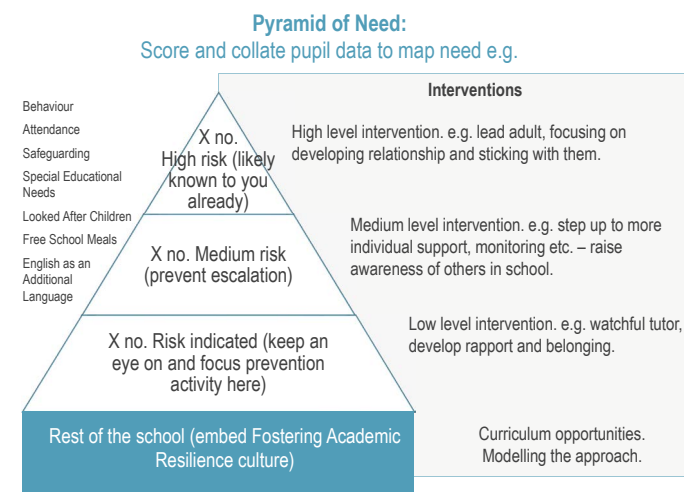 Pyramid of Need:
Score and collate pupil data to map need e.g.
Behaviour
Attendance
Safeguarding
Special Educational
Needs
Looked After Children
Free School Meals
English as an
Additional
Language
X no.
High risk (likely
known to you
already)
X no. Medium risk
(prevent escalation)
X no. Risk indicated (keep an
eye on and focus prevention
activity here)
Rest of the school (embed Fostering Academic
Resilience culture)
Interventions
High level intervention. e.g. lead adult, focusing on
developing relationship and sticking with them.
Medium level intervention. e.g. step up to more
individual support, monitoring etc. – raise
awareness of others in school.
Low level intervention. e.g. watchful tutor,
develop rapport and belonging.
Curriculum opportunities.
Modelling the approach.